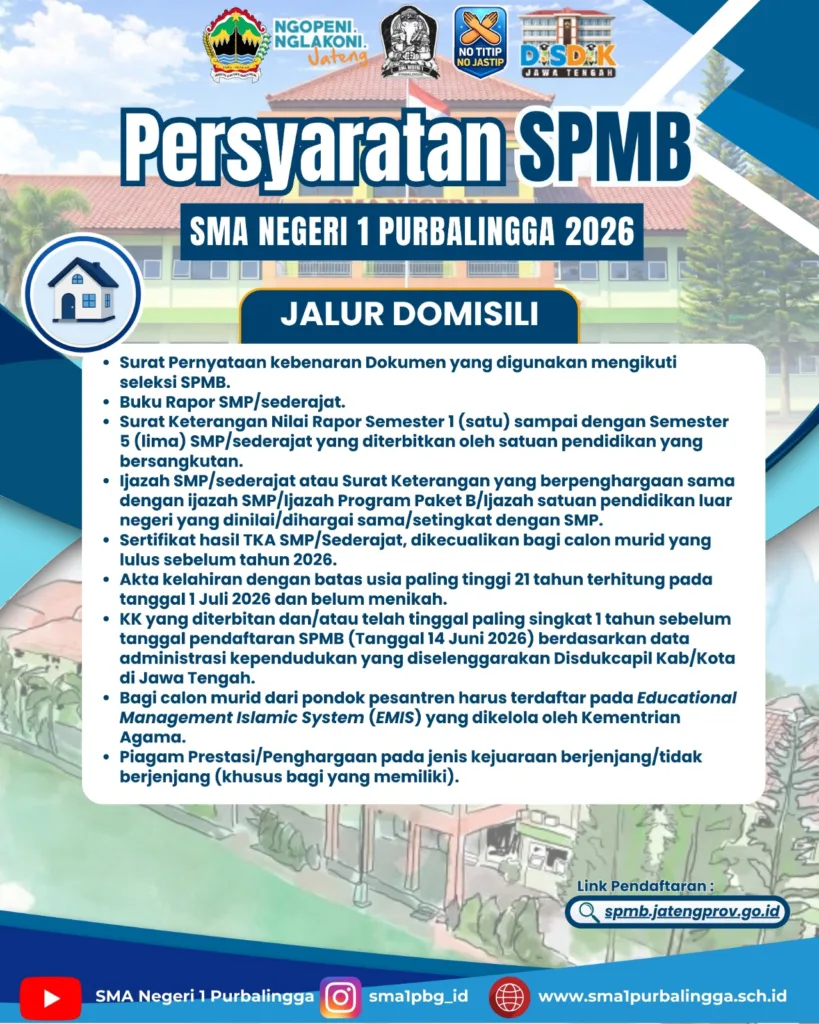 NGOPENI.
NGLAKONI.
Jateng
NO TITIP
NO JASTIP
DISDIK
JAWA TENGAH
Persyaratan SPMB
SMA NEGERI 1 PURBALINGGA 2026
JALUR DOMISILI
• Surat Pernyataan kebenaran Dokumen yang digunakan mengikuti
seleksi SPMB.
• Buku Rapor SMP/sederajat.
• Surat Keterangan Nilai Rapor Semester 1 (satu) sampai dengan Semester
5 (lima) SMP/sederajat yang diterbitkan oleh satuan pendidikan yang
bersangkutan.
• Ijazah SMP/sederajat atau Surat Keterangan yang berpenghargaan sama
dengan ijazah SMP/Ijazah Program Paket B/Ijazah satuan pendidikan luar
negeri yang dinilai/dihargai sama/setingkat dengan SMP.
• Sertifikat hasil TKA SMP/Sederajat, dikecualikan bagi calon murid yang
lulus sebelum tahun 2026.
• Akta kelahiran dengan batas usia paling tinggi 21 tahun terhitung pada
tanggal 1 Juli 2026 dan belum menikah.
• KK yang diterbitan dan/atau telah tinggal paling singkat 1 tahun sebelum
tanggal pendaftaran SPMB (Tanggal 14 Juni 2026) berdasarkan data
administrasi kependudukan yang diselenggarakan Disdukcapil Kab/Kota
di Jawa Tengah.
• Bagi calon murid dari pondok pesantren harus terdaftar pada Educational
Management Islamic System (EMIS) yang dikelola oleh Kementrian
Agama.
• Piagam Prestasi/Penghargaan pada jenis kejuaraan berjenjang/tidak
berjenjang (khusus bagi yang memiliki).
Link Pendaftaran :
spmb.jatengprov.go.id
SMA Negeri 1 Purbalingga
sma1pbg_id
www.sma1purbalingga.sch.id